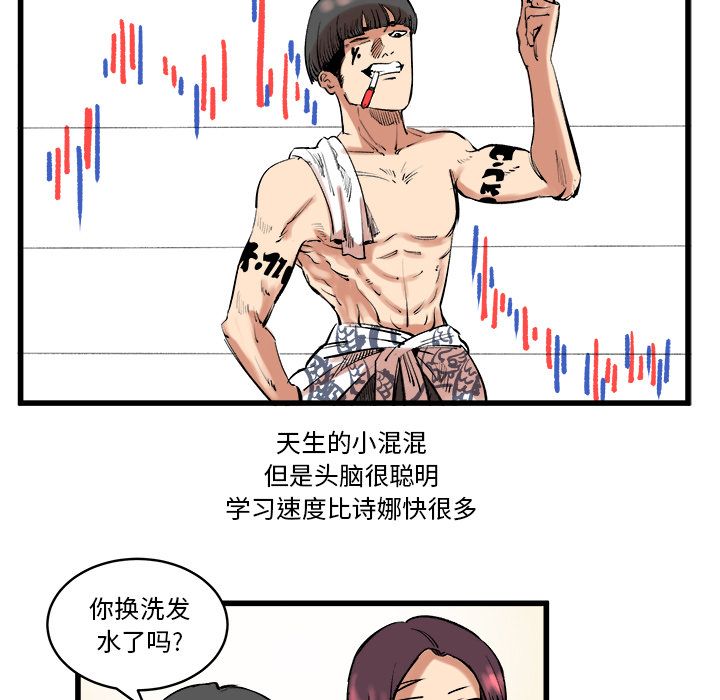 天生的小混混
但是头脑很聪明
学习速度比诗娜快很多
你换洗发
水了吗?